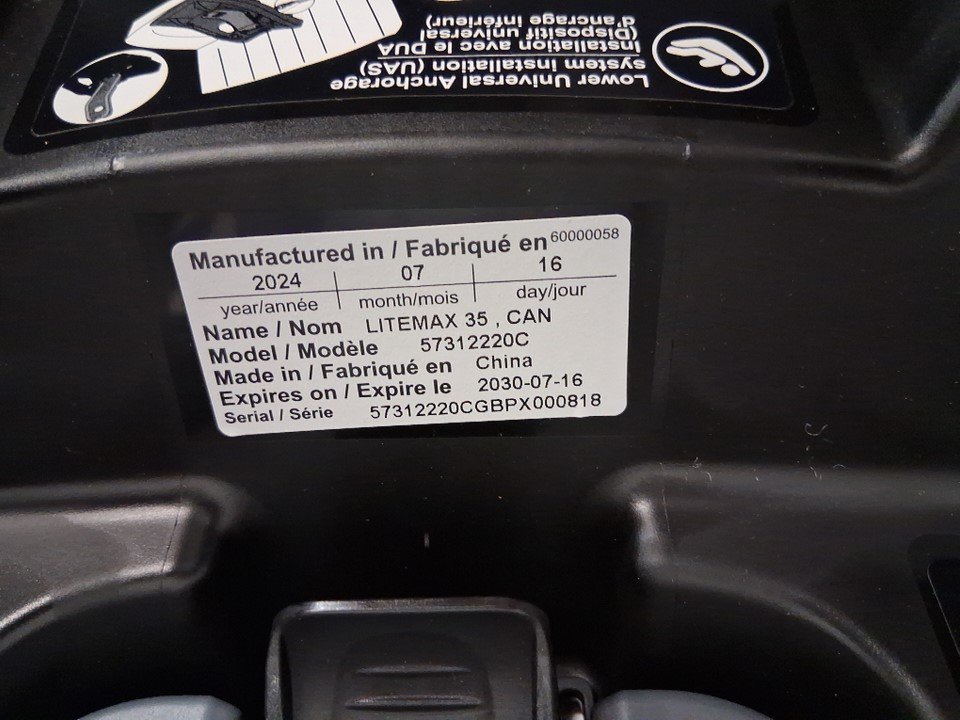 Lower Universal Anchorage
system installation (UAS)
Installation avec le DUA
(Dispositif universal
d'ancrage inférieur)
Manufactured in / Fabriqué en 60000058
2024 07 16
year/année month/mois day/jour
Name / Nom LITEMAX 35 , CAN
Model / Modèle 57312220C
Made in / Fabriqué en China
Expires on / Expire le 2030-07-16
Serial / Série 57312220CGBPX000818